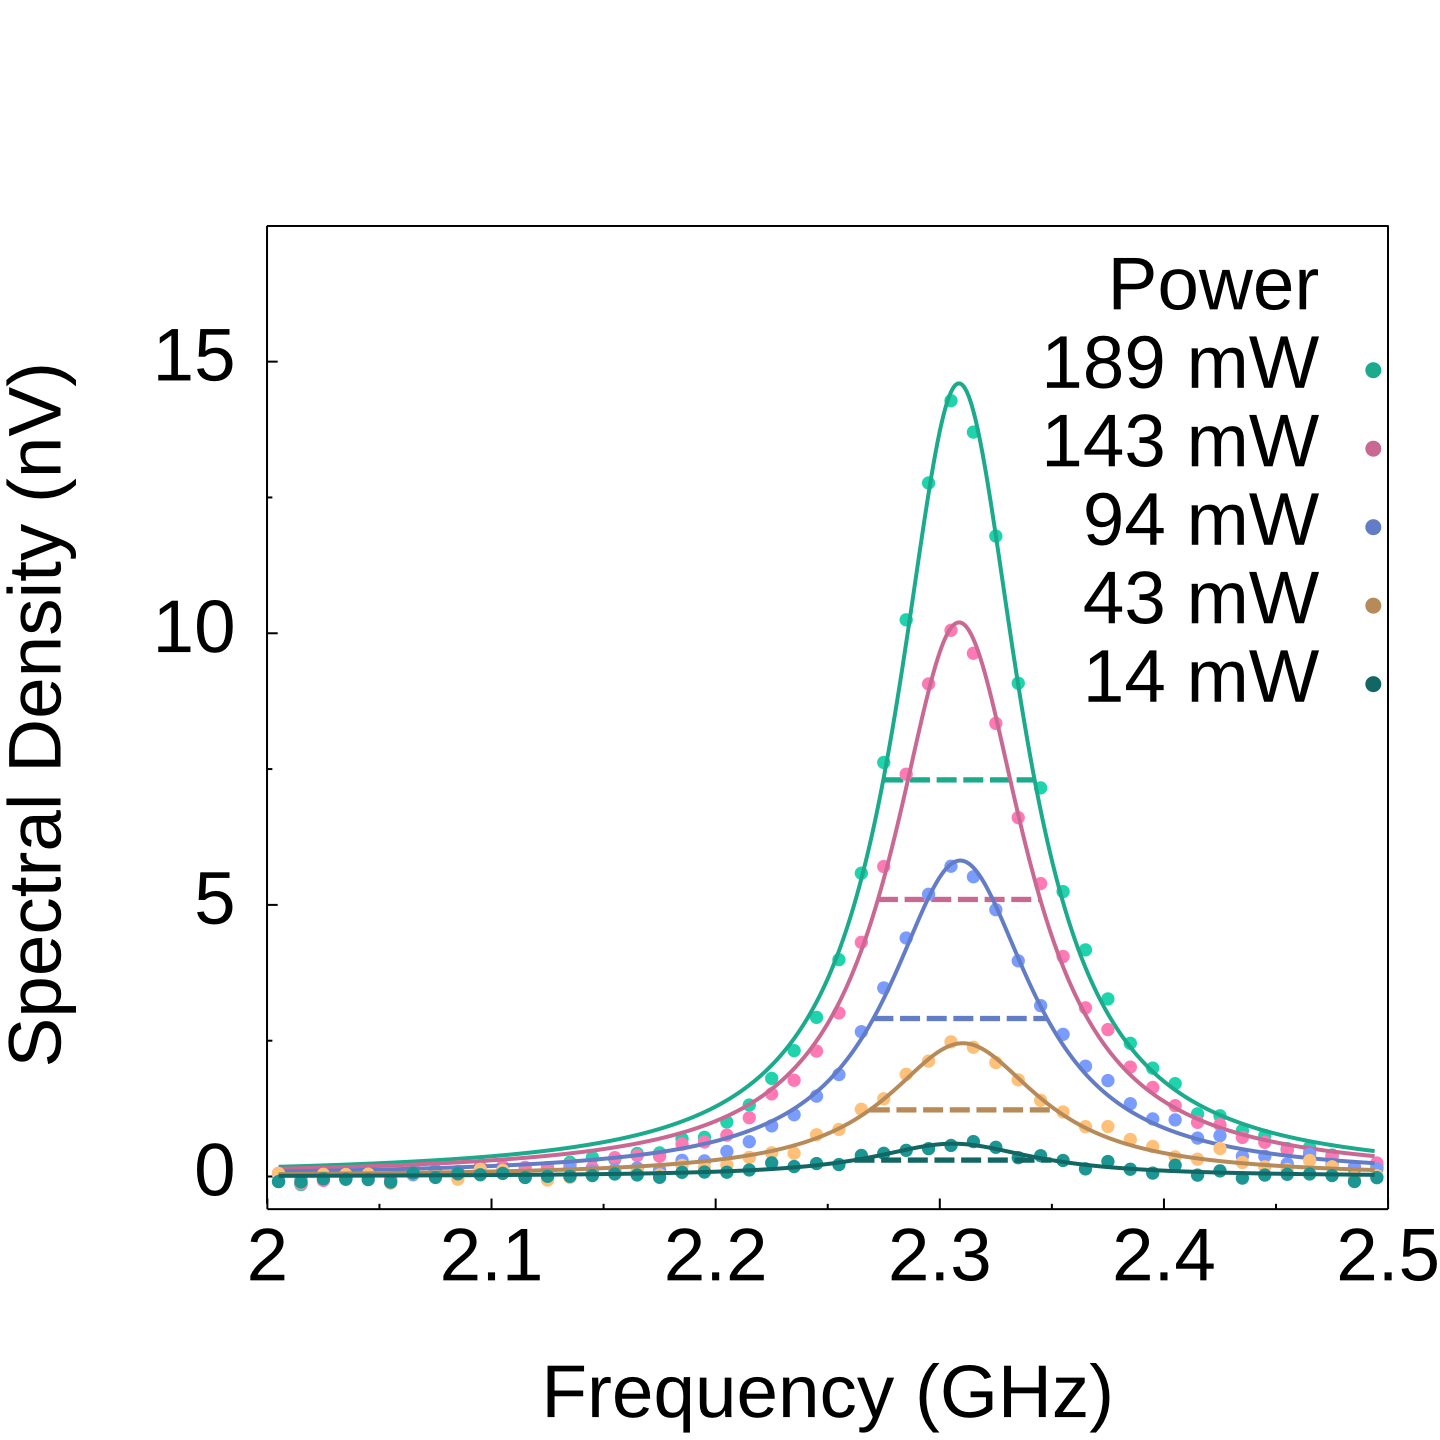 Power
189 mW
143 mW
94 mW
43 mW
14 mW
15
10
5
0
2 2.1 2.2 2.3 2.4 2.5
Spectral Density (nV)
Frequency (GHz)